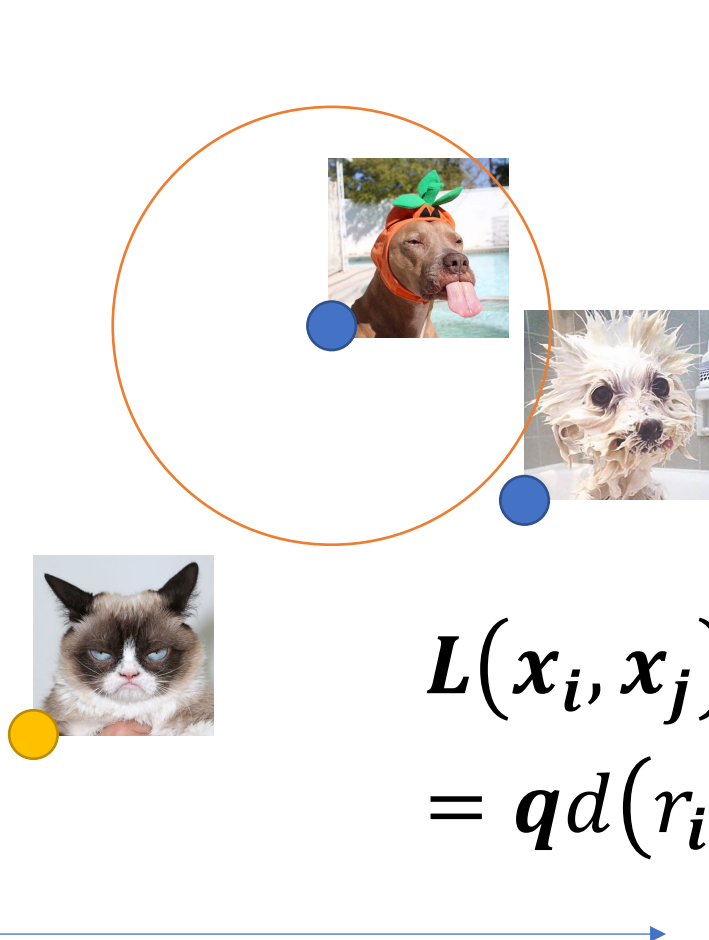 L(xᵢ, xⱼ)
= qd(rᵢ